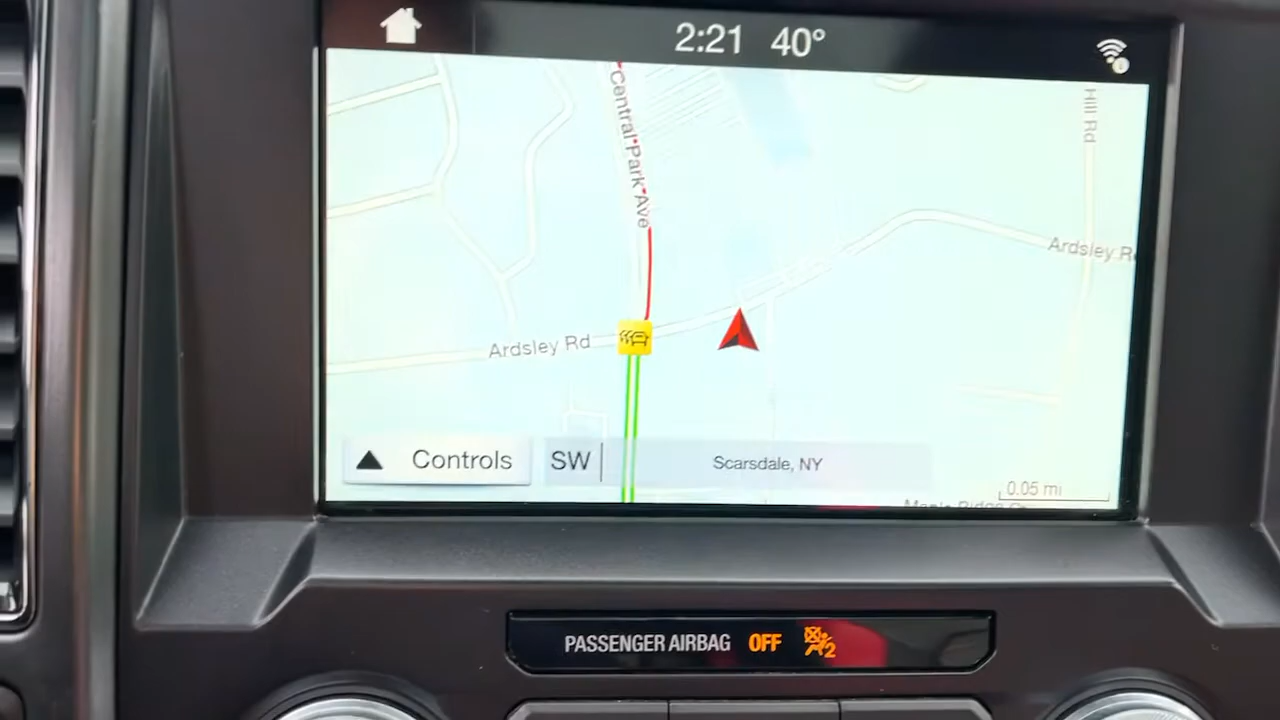 2:21 40°
Central Park Ave
Hill Rd
Ardsley R
Ardsley Rd
Controls
SW
Scarsdale, NY
0.05 mi
PASSENGER AIRBAG OFF
2